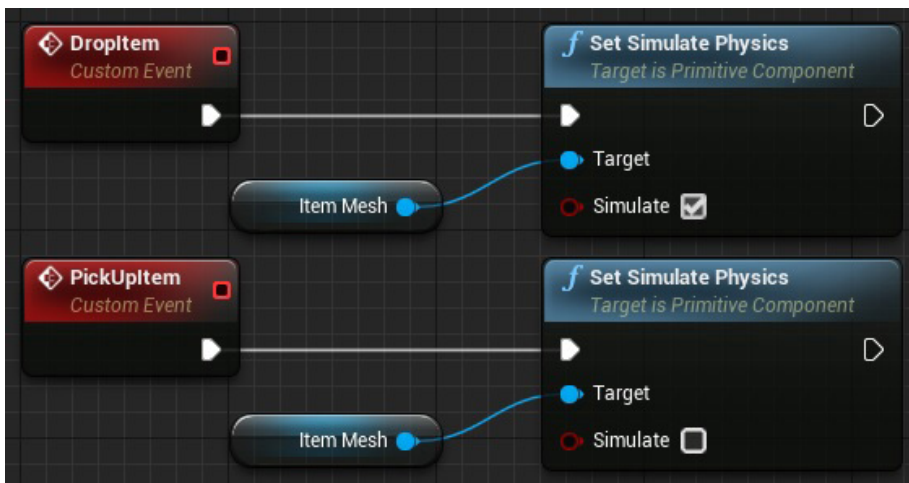 DropItem
Custom Event
f Set Simulate Physics
Target is Primitive Component
Target
Item Mesh
Simulate
PickUpItem
Custom Event
f Set Simulate Physics
Target is Primitive Component
Target
Item Mesh
Simulate